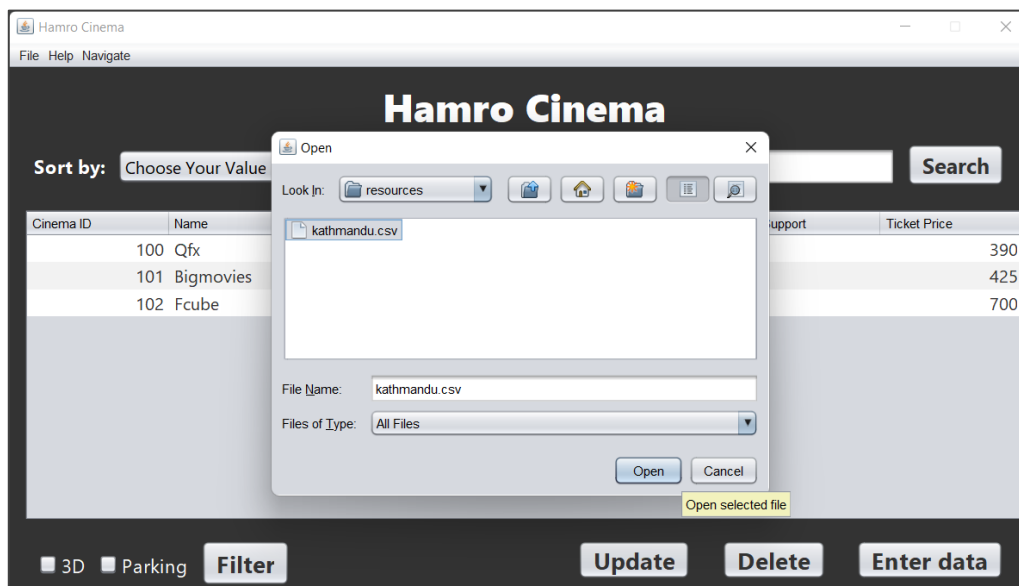 Hamro Cinema
File Help Navigate
Hamro Cinema
Open
Sort by: Choose Your Value
Search
Look In: resources
Cinema ID Name Ticket Price
kathmandu.csv
100 Qfx 390
101 Bigmovies 425
102 Fcube 700
File Name: kathmandu.csv
Files of Type: All Files
Open Cancel
Open selected file
3D Parking Filter Update Delete Enter data